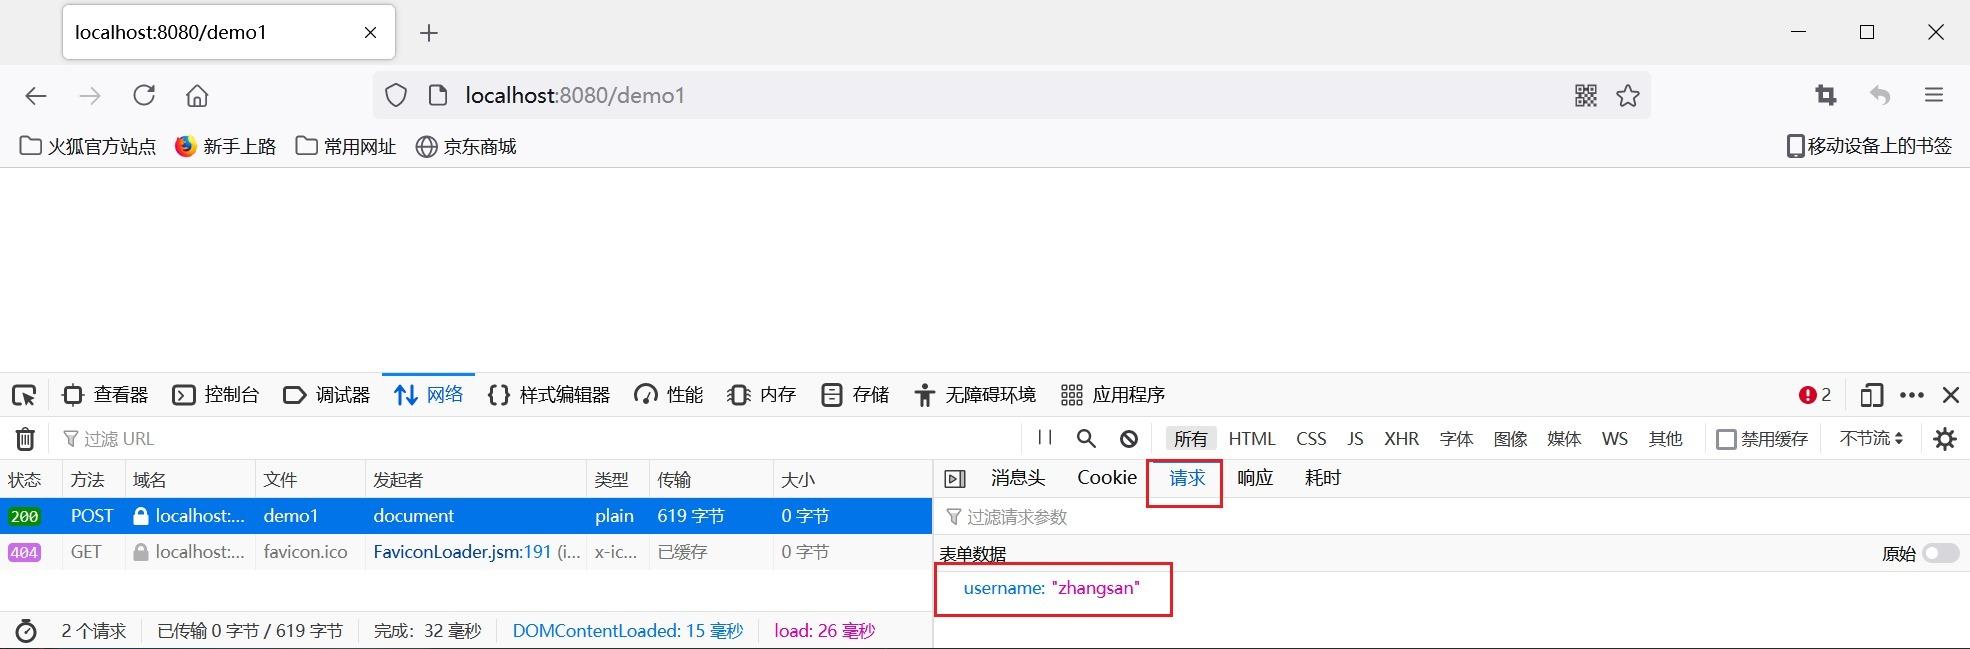 localhost:8080/demo1
localhost:8080/demo1
火狐官方站点 新手上路 常用网址 京东商城 移动设备上的书签
查看器 控制台 调试器 网络 样式编辑器 性能 内存 存储 无障碍环境 应用程序 2
过滤 URL 所有 HTML CSS JS XHR 字体 图像 媒体 WS 其他 禁用缓存 不节流
状态 方法 域名 文件 发起者 类型 传输 大小 消息头 Cookie 请求 响应 耗时
200 POST localhost:... demo1 document plain 619 字节 0 字节 过滤请求参数
404 GET localhost:... favicon.ico FaviconLoader.jsm:191 (i... x-ic... 已缓存 0 字节 表单数据 原始
username: "zhangsan"
2 个请求 已传输 0 字节 / 619 字节 完成: 32 毫秒 DOMContentLoaded: 15 毫秒 load: 26 毫秒